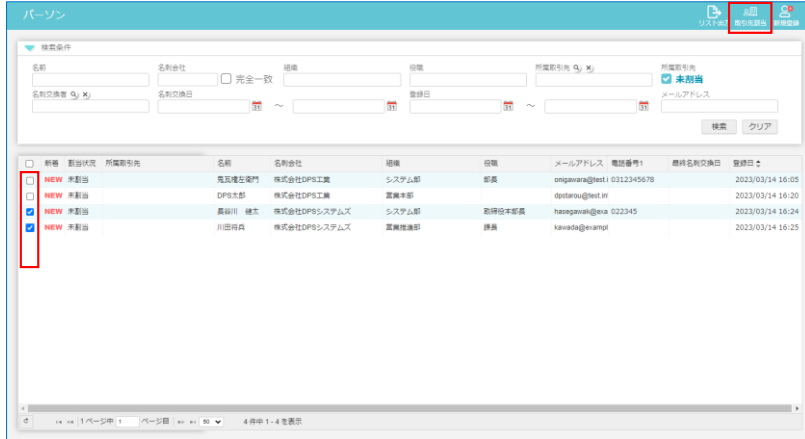 パーソン
リスト出力 取引先割当 新規登録
検索条件
名前 名刺会社 組織 役職 所属取引先 所属取引先
完全一致 未割当
名刺交換者 名刺交換日 登録日 メールアドレス
31 ～ 31 31 ～ 31
検索 クリア
新着 割当状況 所属取引先 名前 名刺会社 組織 役職 メールアドレス 電話番号1 最終名刺交換日 登録日
NEW 未割当 鬼瓦権左衛門 株式会社DPS工業 システム部 部長 onigawara@test.i 0312345678 2023/03/14 16:05
NEW 未割当 DPS太郎 株式会社DPS工業 営業本部 dpstarou@test.in 2023/03/14 16:20
NEW 未割当 長谷川 健太 株式会社DPSシステムズ システム部 取締役本部長 hasegawak@exa 022345 2023/03/14 16:24
NEW 未割当 川田将兵 株式会社DPSシステムズ 営業推進部 課長 kawada@exampl 2023/03/14 16:25
1 ページ中 1 ページ目 50 4 件中 1 - 4 を表示